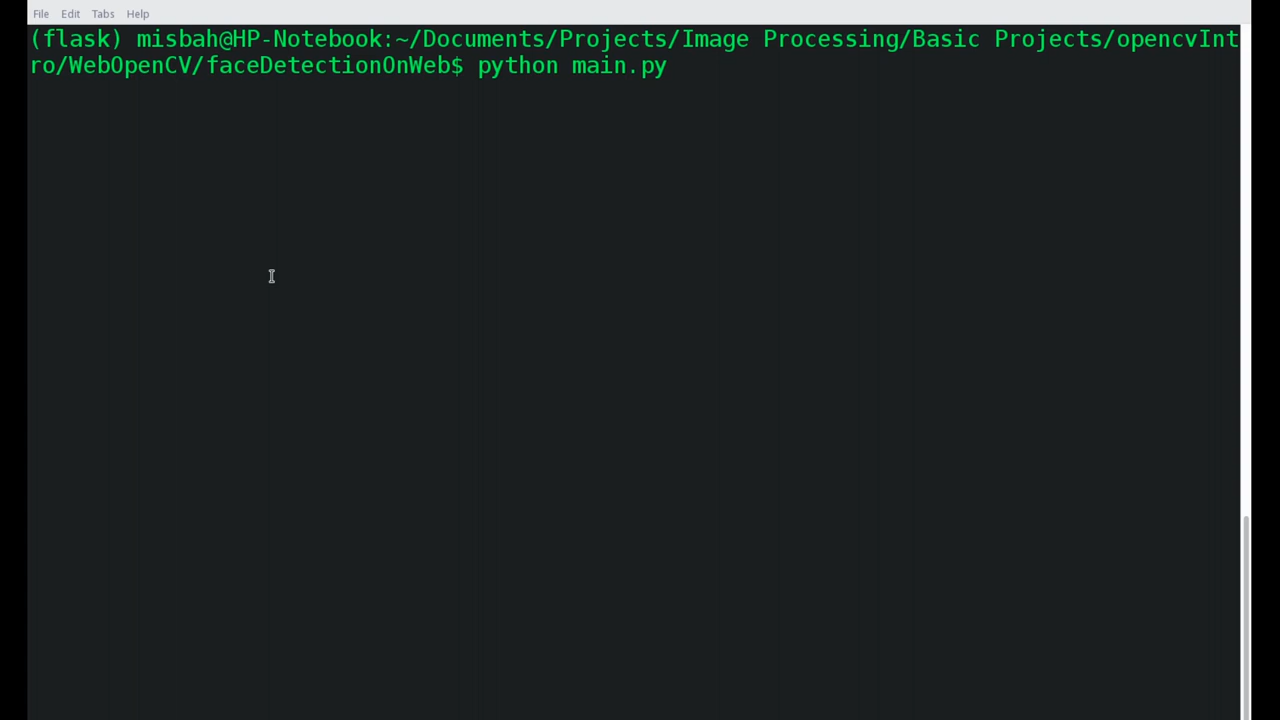 File Edit Tabs Help
(flask) misbah@HP-Notebook:~/Documents/Projects/Image Processing/Basic Projects/opencvInt
ro/WebOpenCV/faceDetectionOnWeb$ python main.py